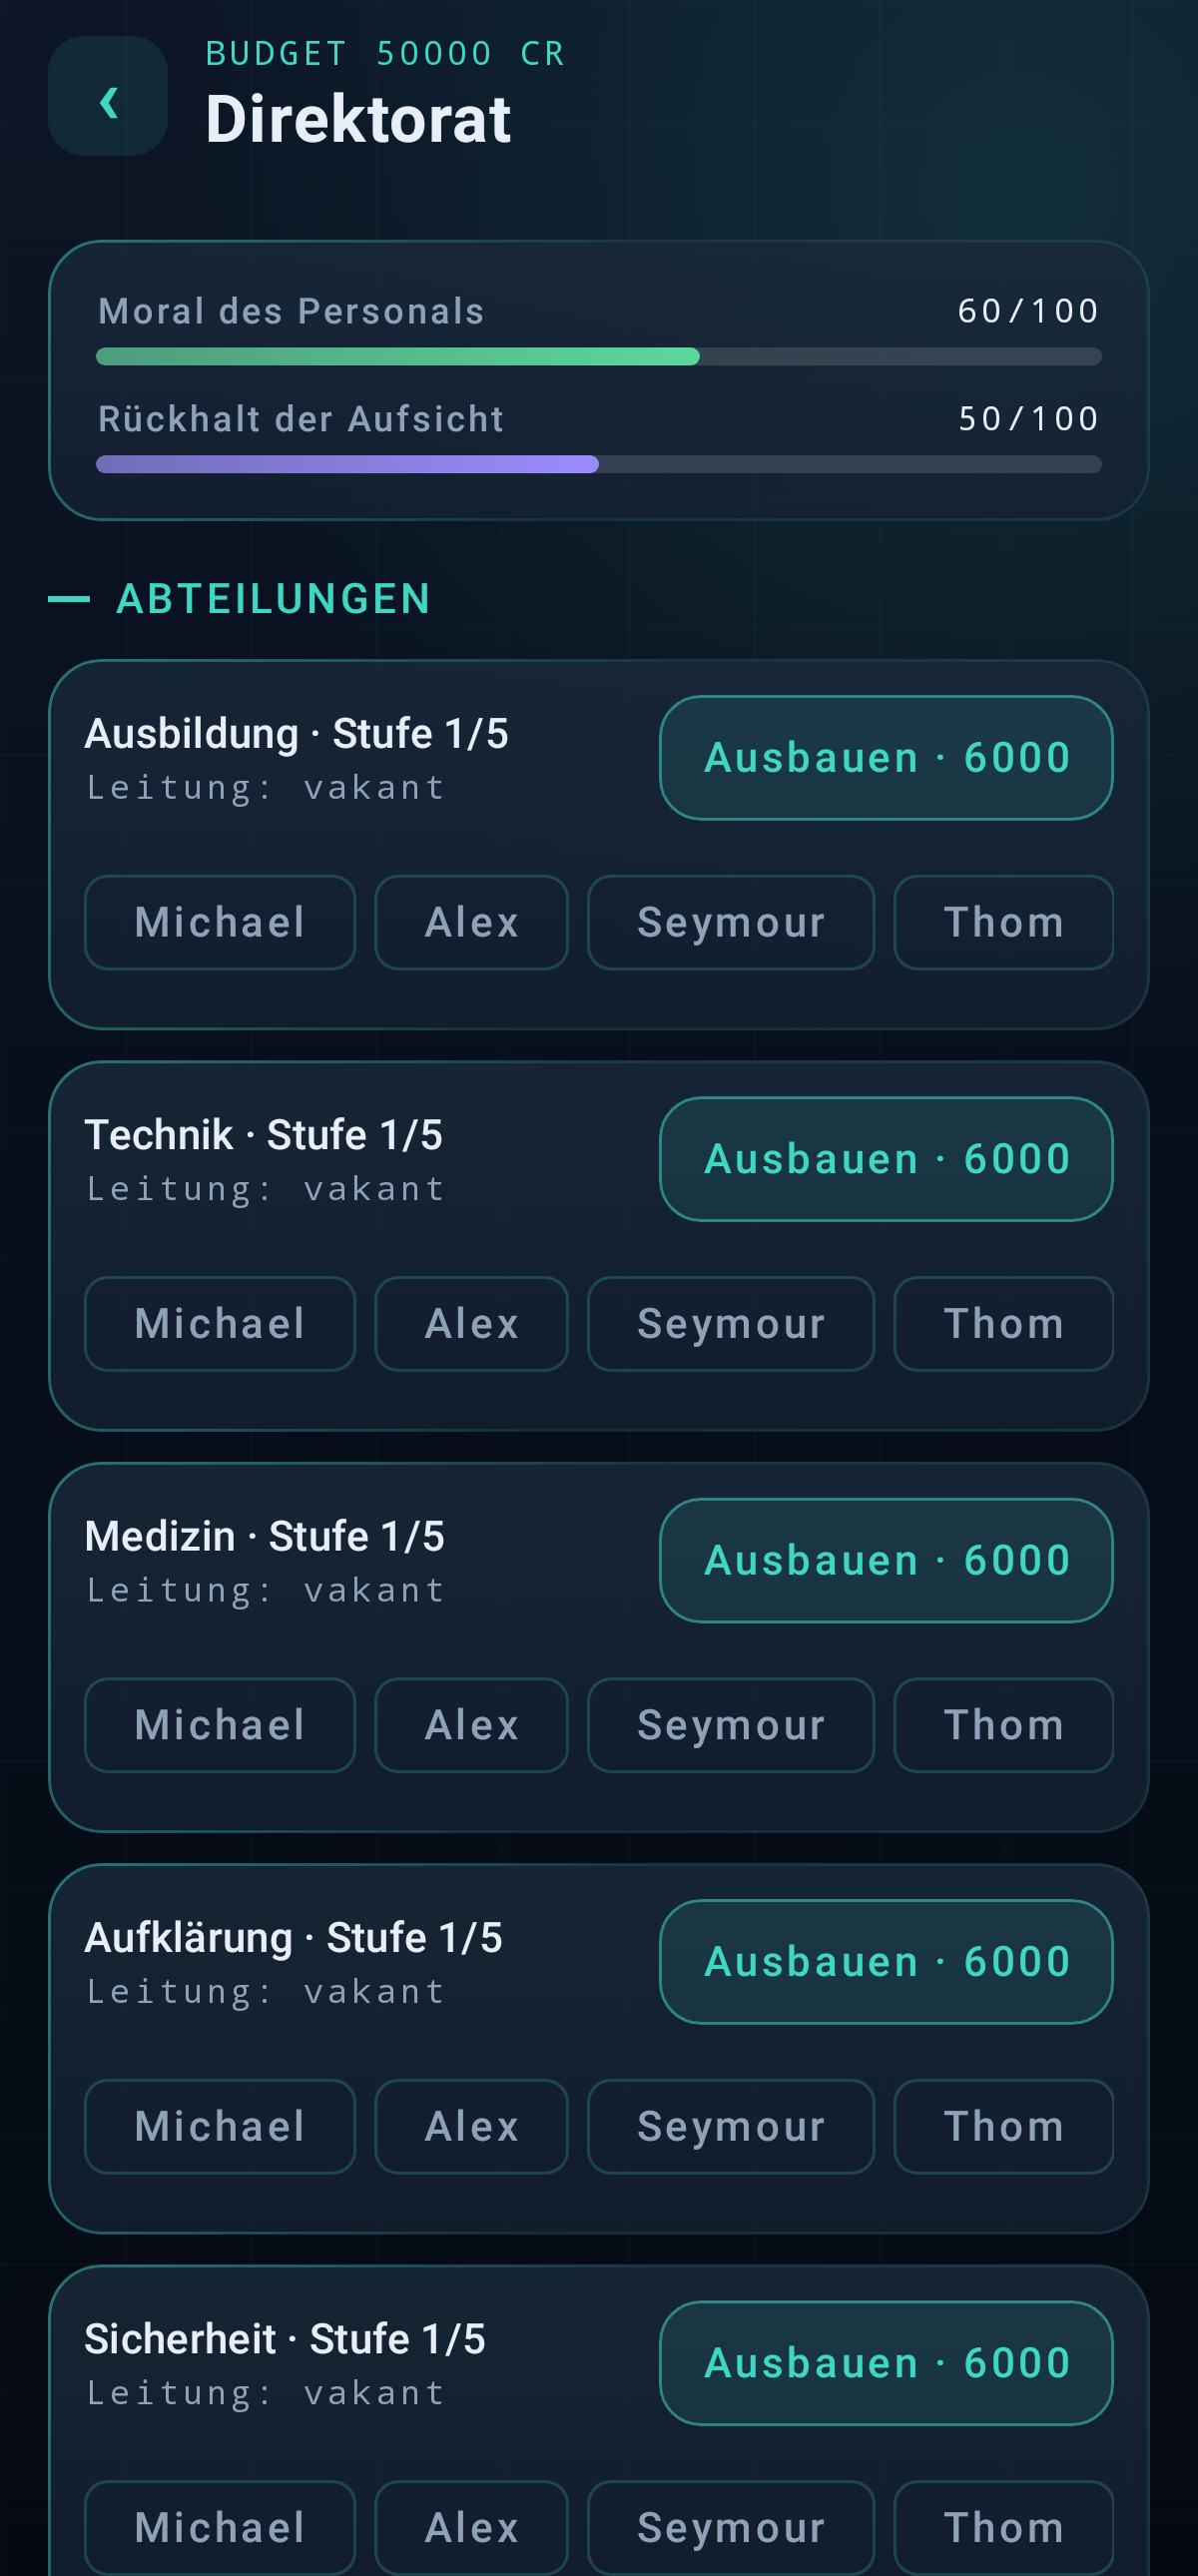 BUDGET 50000 CR
Direktorat
Moral des Personals 60/100
Rückhalt der Aufsicht 50/100
ABTEILUNGEN
Ausbildung · Stufe 1/5
Leitung: vakant
Ausbauen · 6000
Michael Alex Seymour Thom
Technik · Stufe 1/5
Leitung: vakant
Ausbauen · 6000
Michael Alex Seymour Thom
Medizin · Stufe 1/5
Leitung: vakant
Ausbauen · 6000
Michael Alex Seymour Thom
Aufklärung · Stufe 1/5
Leitung: vakant
Ausbauen · 6000
Michael Alex Seymour Thom
Sicherheit · Stufe 1/5
Leitung: vakant
Ausbauen · 6000
Michael Alex Seymour Thom